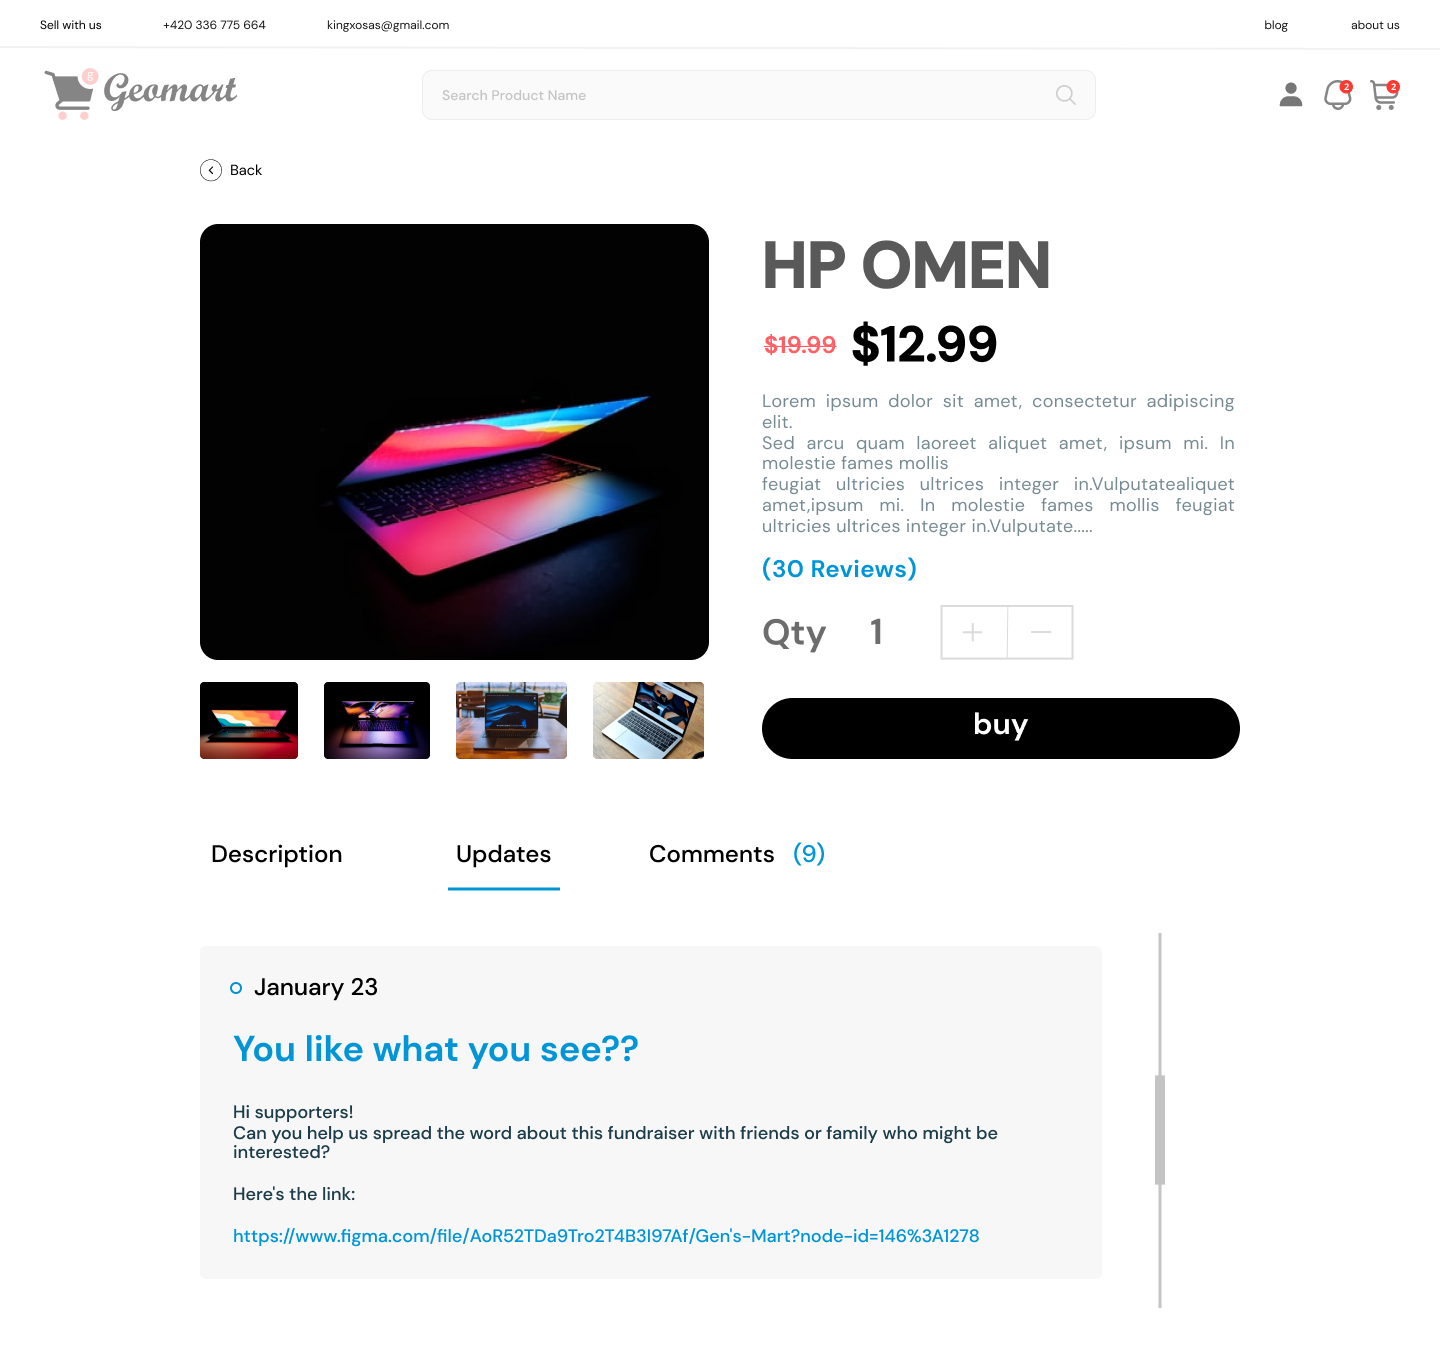 Sell with us
+420 336 775 664
kingxosas@gmail.com
blog
about us
g
Geomart
Search Product Name
2
2
Back
HP OMEN
$19.99 $12.99
Lorem ipsum dolor sit amet, consectetur adipiscing
elit.
Sed arcu quam laoreet aliquet amet, ipsum mi. In
molestie fames mollis
feugiat ultricies ultrices integer in.Vulputatealiquet
amet,ipsum mi. In molestie fames mollis feugiat
ultricies ultrices integer in.Vulputate.....
(30 Reviews)
Qty 1
buy
Description
Updates
Comments (9)
January 23
You like what you see??
Hi supporters!
Can you help us spread the word about this fundraiser with friends or family who might be
interested?
Here's the link:
https://www.figma.com/file/AoR52TDa9Tro2T4B3I97Af/Gen's-Mart?node-id=146%3A1278